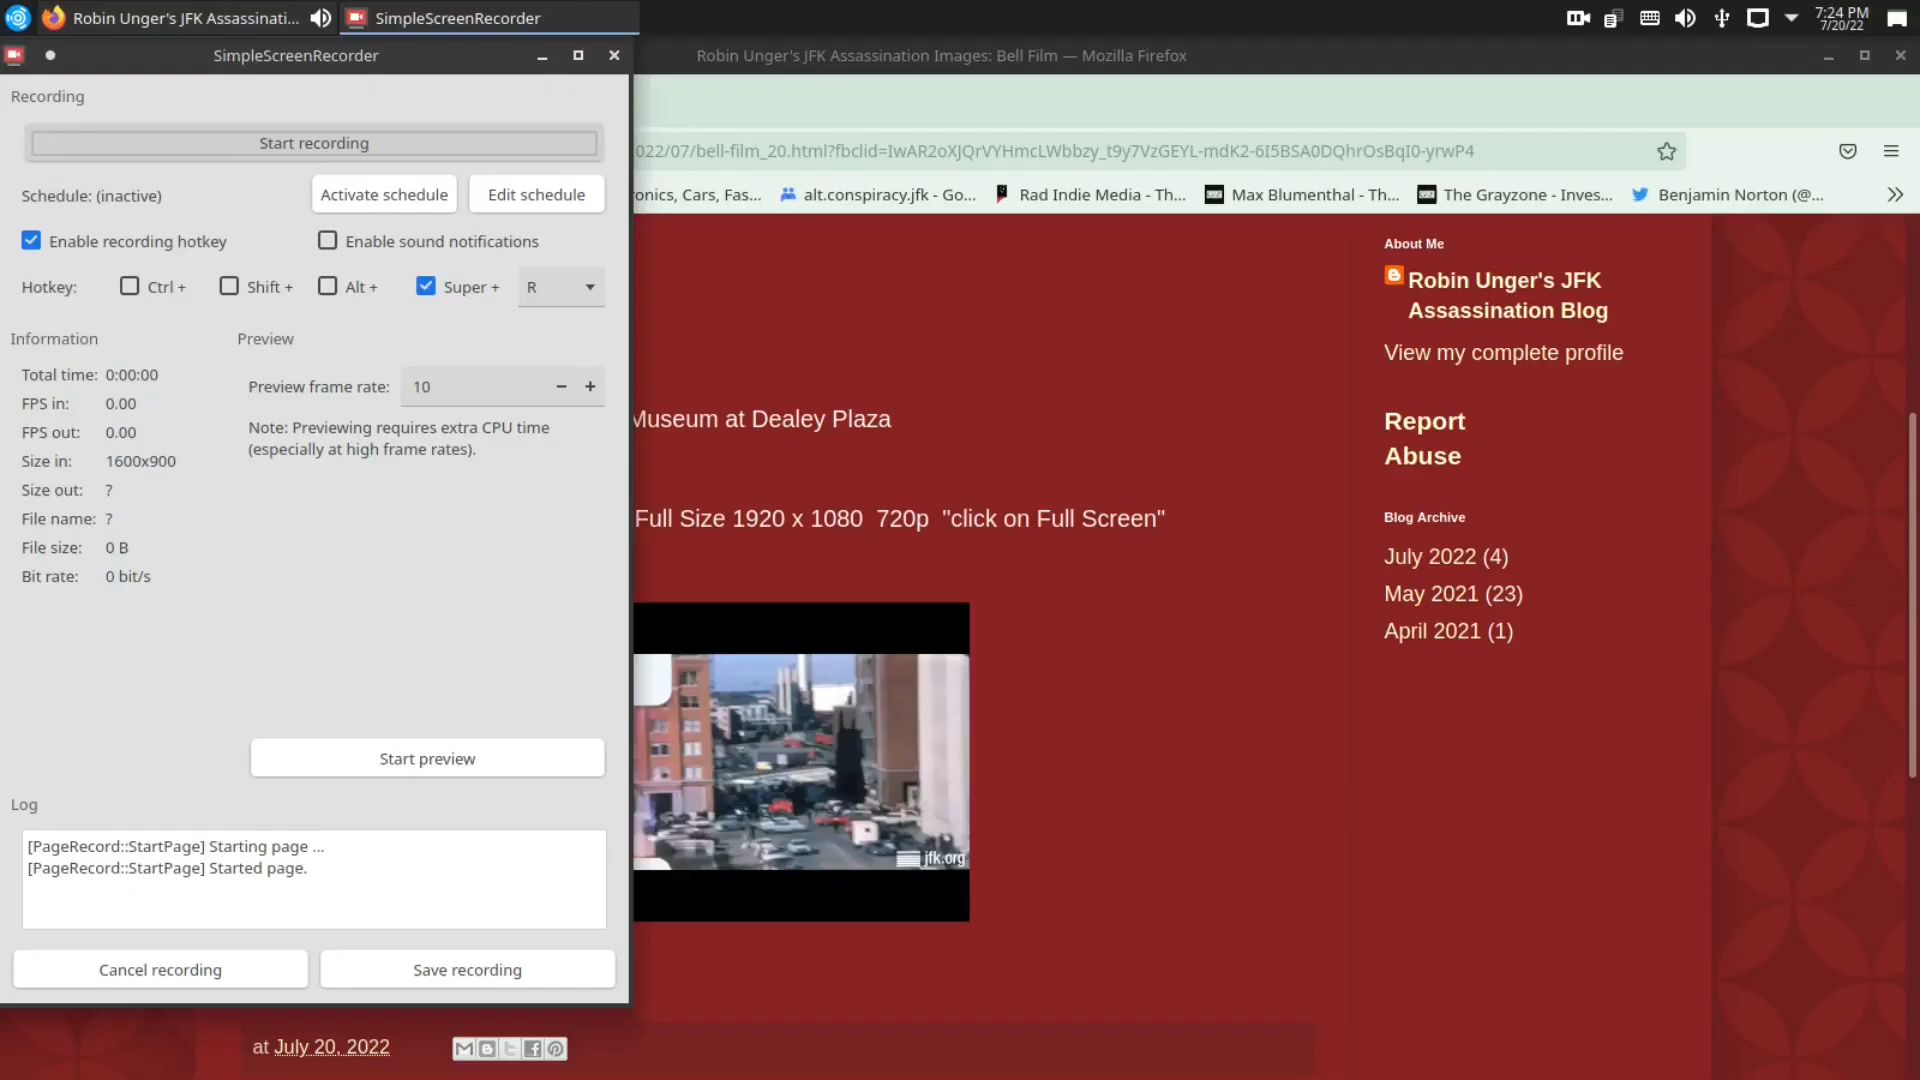 Robin Unger's JFK Assassinati...
SimpleScreenRecorder
7:24 PM
7/20/22
SimpleScreenRecorder
Robin Unger's JFK Assassination Images: Bell Film — Mozilla Firefox
Recording
Start recording
Schedule: (inactive)
Activate schedule
Edit schedule
Enable recording hotkey
Enable sound notifications
Hotkey:
Ctrl +
Shift +
Alt +
Super +
R
Information
Total time: 0:00:00
FPS in: 0.00
FPS out: 0.00
Size in: 1600x900
Size out: ?
File name: ?
File size: 0 B
Bit rate: 0 bit/s
Preview
Preview frame rate: 10
Note: Previewing requires extra CPU time
(especially at high frame rates).
Start preview
Log
[PageRecord::StartPage] Starting page ...
[PageRecord::StartPage] Started page.
Cancel recording
Save recording
022/07/bell-film_20.html?fbclid=IwAR2oXJQrVYHmcLWbbzy_t9y7VzGEYL-mdK2-6I5BSA0DQhrOsBqI0-yrwP4
onics, Cars, Fas...
alt.conspiracy.jfk - Go...
Rad Indie Media - Th...
Max Blumenthal - Th...
The Grayzone - Inves...
Benjamin Norton (@...
Museum at Dealey Plaza
Full Size 1920 x 1080 720p "click on Full Screen"
jfk.org
at July 20, 2022
About Me
Robin Unger's JFK
Assassination Blog
View my complete profile
Report
Abuse
Blog Archive
July 2022 (4)
May 2021 (23)
April 2021 (1)